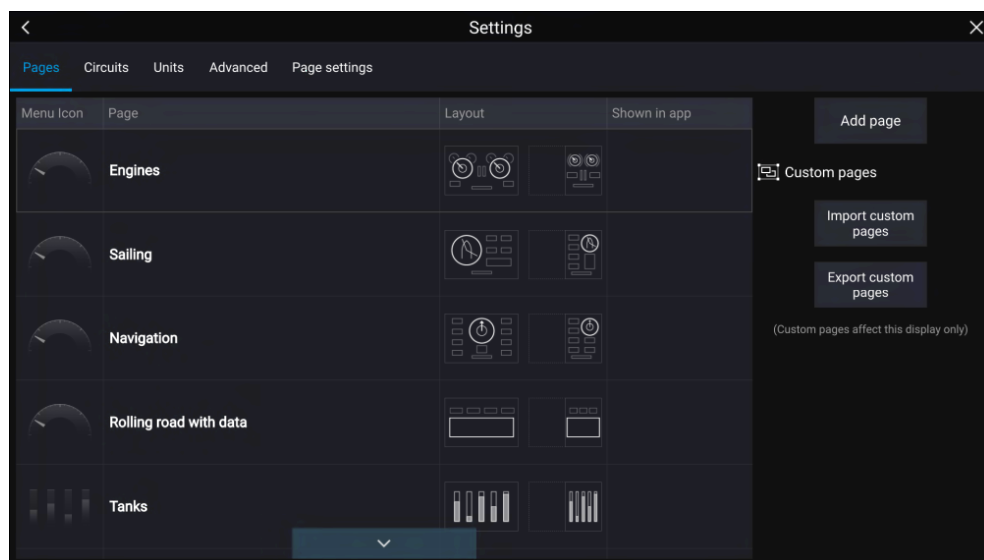 Settings
Pages Circuits Units Advanced Page settings
Menu Icon Page Layout Shown in app
Add page
Engines
Custom pages
Import custom
pages
Sailing
Export custom
pages
(Custom pages affect this display only)
Navigation
Rolling road with data
Tanks